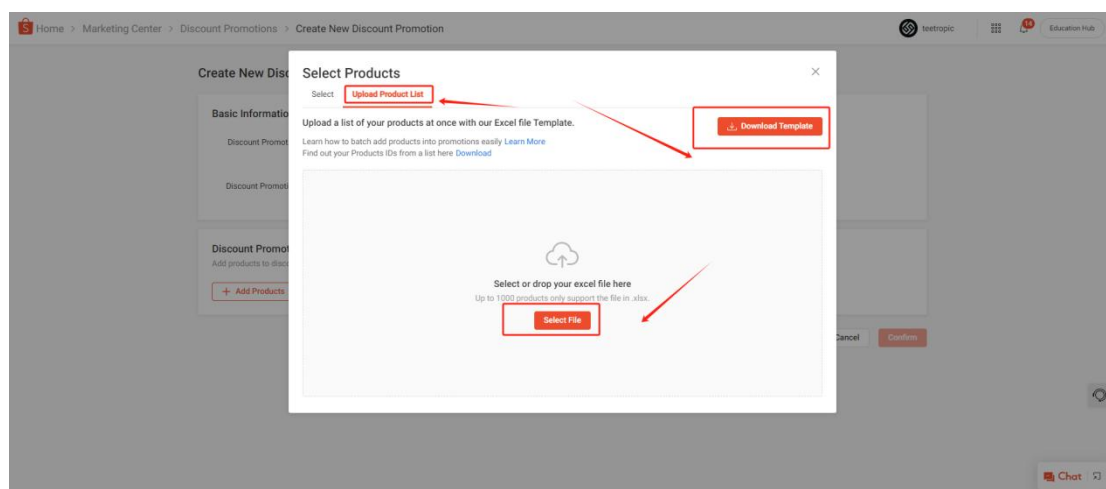 Home > Marketing Center > Discount Promotions > Create New Discount Promotion
teetropic
14
Education Hub
Create New Disc
Select Products
Select
Upload Product List
Basic Informatio
Upload a list of your products at once with our Excel file Template.
Download Template
Discount Promot
Learn how to batch add products into promotions easily Learn More
Find out your Products IDs from a list here Download
Discount Promoti
Discount Promot
Add products to disco
+ Add Products
Select or drop your excel file here
Up to 1000 products only support the file in .xlsx.
Select File
Cancel
Confirm
Chat